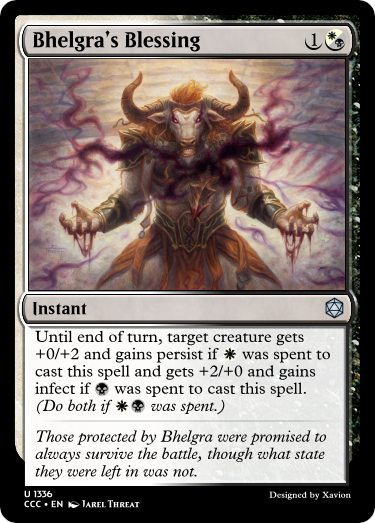 Bhelgra's Blessing 1
Instant
Until end of turn, target creature gets
+0/+2 and gains persist if was spent to
cast this spell and gets +2/+0 and gains
infect if was spent to cast this spell.
(Do both if was spent.)
Those protected by Bhelgra were promised to
always survive the battle, though what state
they were left in was not.
U 1336
CCC • EN JAREL THREAT
Designed by Xavion